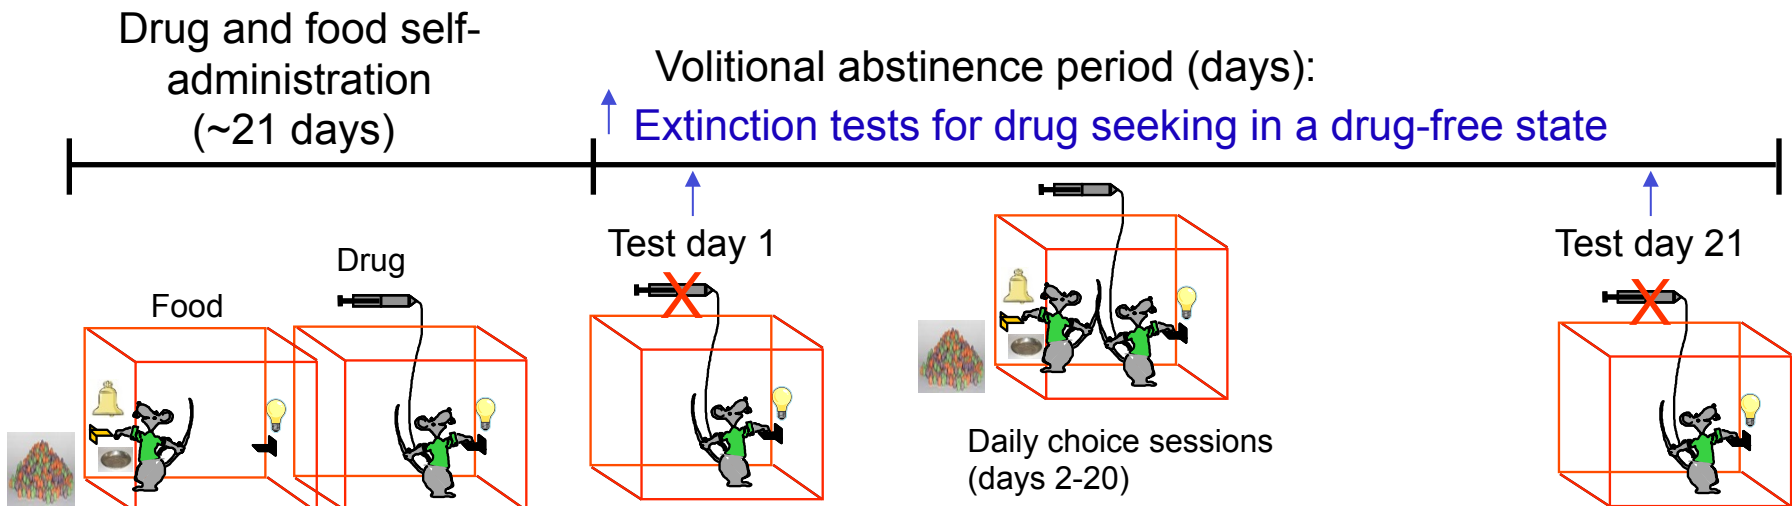 Drug and food self-
administration
(~21 days)
Volitional abstinence period (days):
Extinction tests for drug seeking in a drug-free state
Food
Drug
Test day 1
Daily choice sessions
(days 2-20)
Test day 21